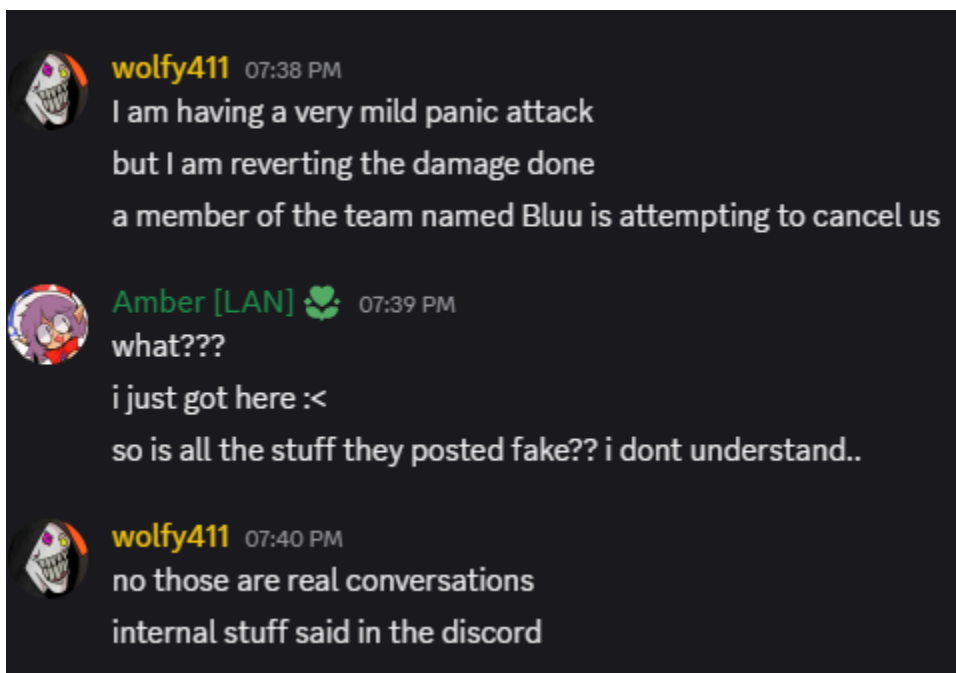 wolfy411 07:38 PM
I am having a very mild panic attack
but I am reverting the damage done
a member of the team named Bluu is attempting to cancel us
Amber [LAN] 07:39 PM
what???
i just got here :<
so is all the stuff they posted fake?? i dont understand..
wolfy411 07:40 PM
no those are real conversations
internal stuff said in the discord